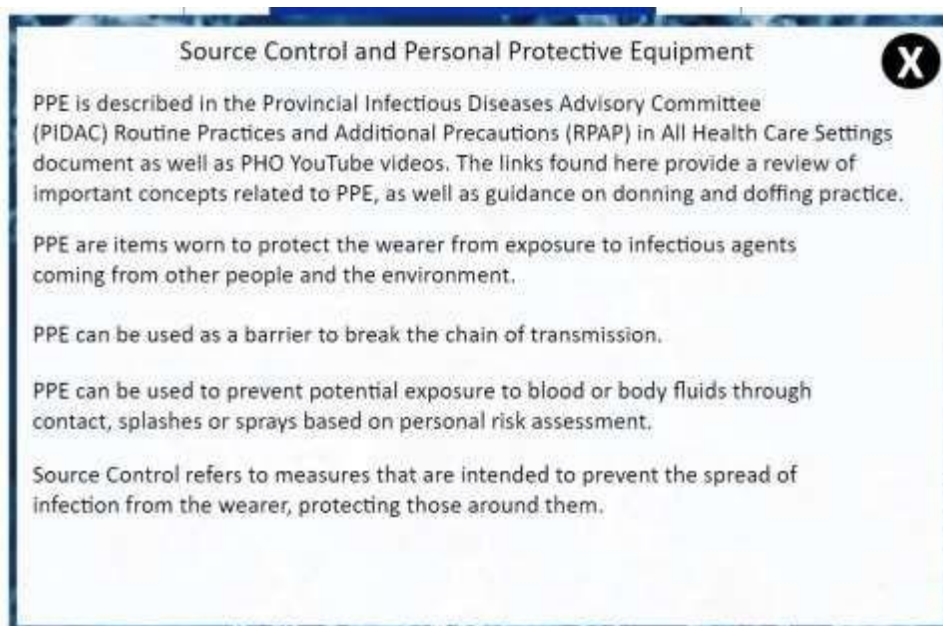 Source Control and Personal Protective Equipment
X
PPE is described in the Provincial Infectious Diseases Advisory Committee
(PIDAC) Routine Practices and Additional Precautions (RPAP) in All Health Care Settings
document as well as PHO YouTube videos. The links found here provide a review of
important concepts related to PPE, as well as guidance on donning and doffing practice.
PPE are items worn to protect the wearer from exposure to infectious agents
coming from other people and the environment.
PPE can be used as a barrier to break the chain of transmission.
PPE can be used to prevent potential exposure to blood or body fluids through
contact, splashes or sprays based on personal risk assessment.
Source Control refers to measures that are intended to prevent the spread of
infection from the wearer, protecting those around them.